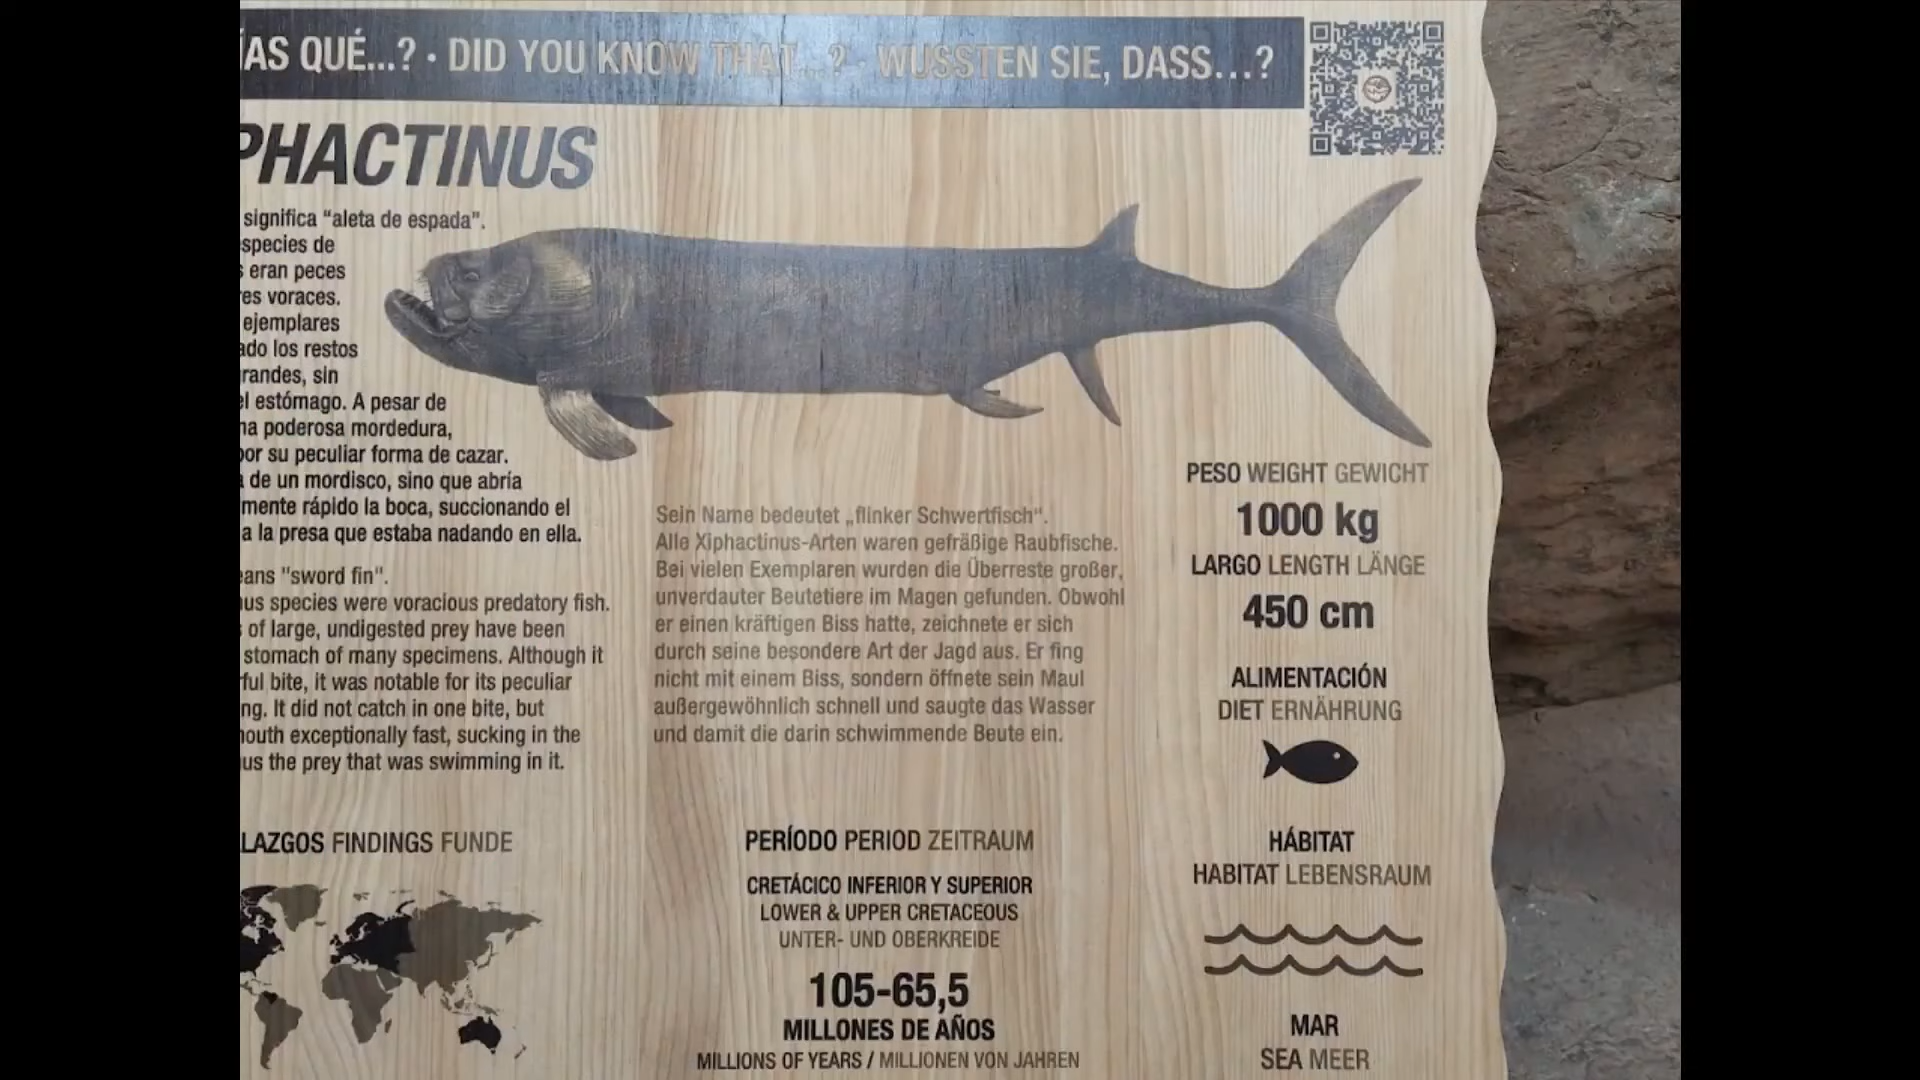 ÍAS QUÉ...? · DID YOU KNOW THAT...? · WUSSTEN SIE, DASS...?
PHACTINUS
significa "aleta de espada".
species de
s eran peces
res voraces.
ejemplares
ado los restos
randes, sin
el estómago. A pesar de
na poderosa mordedura,
por su peculiar forma de cazar.
a de un mordisco, sino que abría
mente rápido la boca, succionando el
a la presa que estaba nadando en ella.
eans "sword fin".
us species were voracious predatory fish.
s of large, undigested prey have been
stomach of many specimens. Although it
ful bite, it was notable for its peculiar
ng. It did not catch in one bite, but
outh exceptionally fast, sucking in the
us the prey that was swimming in it.
Sein Name bedeutet „flinker Schwertfisch".
Alle Xiphactinus-Arten waren gefräßige Raubfische.
Bei vielen Exemplaren wurden die Überreste großer,
unverdauter Beutetiere im Magen gefunden. Obwohl
er einen kräftigen Biss hatte, zeichnete er sich
durch seine besondere Art der Jagd aus. Er fing
nicht mit einem Biss, sondern öffnete sein Maul
außergewöhnlich schnell und saugte das Wasser
und damit die darin schwimmende Beute ein.
PESO WEIGHT GEWICHT
1000 kg
LARGO LENGTH LÄNGE
450 cm
ALIMENTACIÓN
DIET ERNÄHRUNG
LAZGOS FINDINGS FUNDE
PERÍODO PERIOD ZEITRAUM
CRETÁCICO INFERIOR Y SUPERIOR
LOWER & UPPER CRETACEOUS
UNTER- UND OBERKREIDE
105-65,5
MILLONES DE AÑOS
MILLIONS OF YEARS / MILLIONEN VON JAHREN
HÁBITAT
HABITAT LEBENSRAUM
MAR
SEA MEER